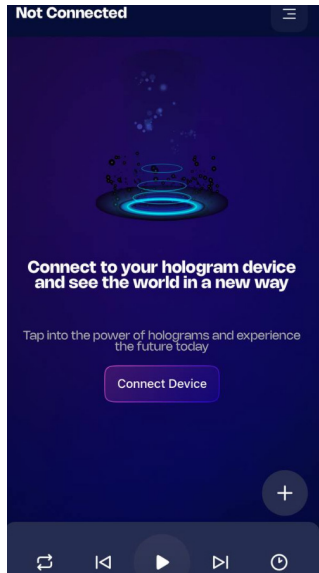 Not Connected
Connect to your hologram device
and see the world in a new way
Tap into the power of holograms and experience
the future today
Connect Device